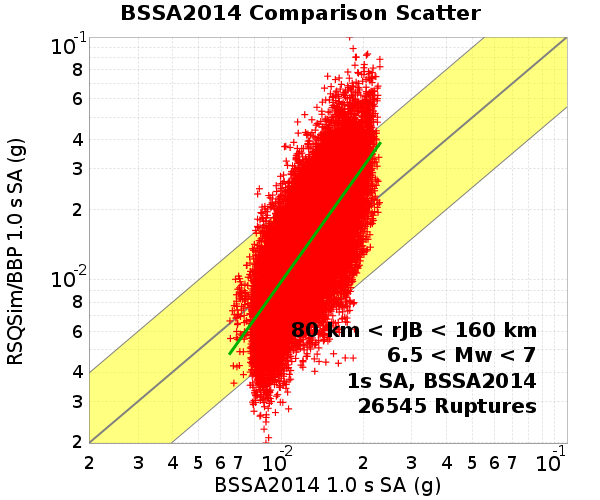 BSSA2014 Comparison Scatter
RSQSim/BBP 1.0 s SA (g)
10^-1
8
6
4
3
2
10^-2
8
6
4
3
2
80 km < rJB < 160 km
6.5 < Mw < 7
1s SA, BSSA2014
26545 Ruptures
2 3 4 5 6 7 10^-2 2 3 4 5 6 7 10^-1
BSSA2014 1.0 s SA (g)